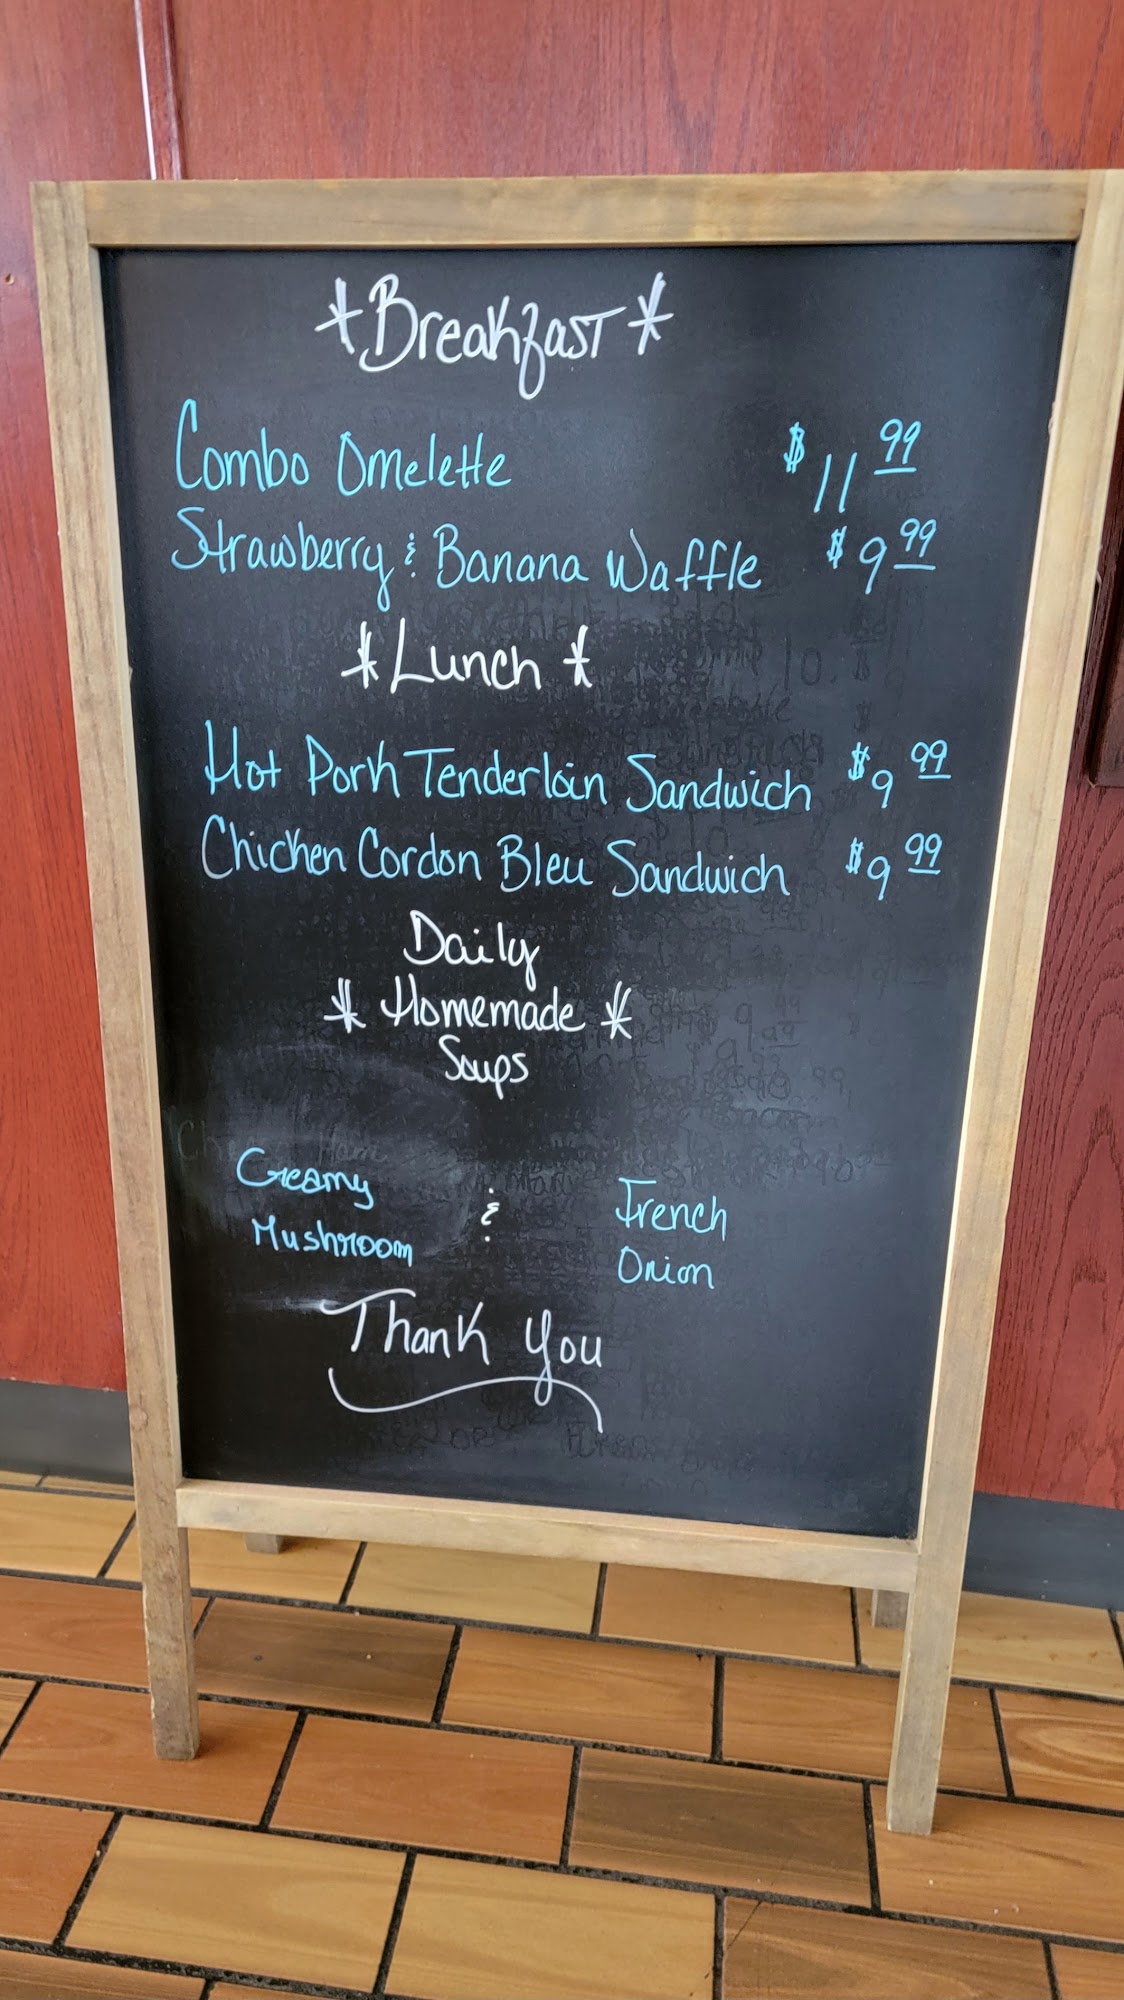 *Breakfast*
Combo Omelette $11.99
Strawberry & Banana Waffle $9.99
*Lunch*
Hot Pork Tenderloin Sandwich $9.99
Chicken Cordon Bleu Sandwich $9.99
Daily
*Homemade*
Soups
Creamy & French
Mushroom Onion
Thank You